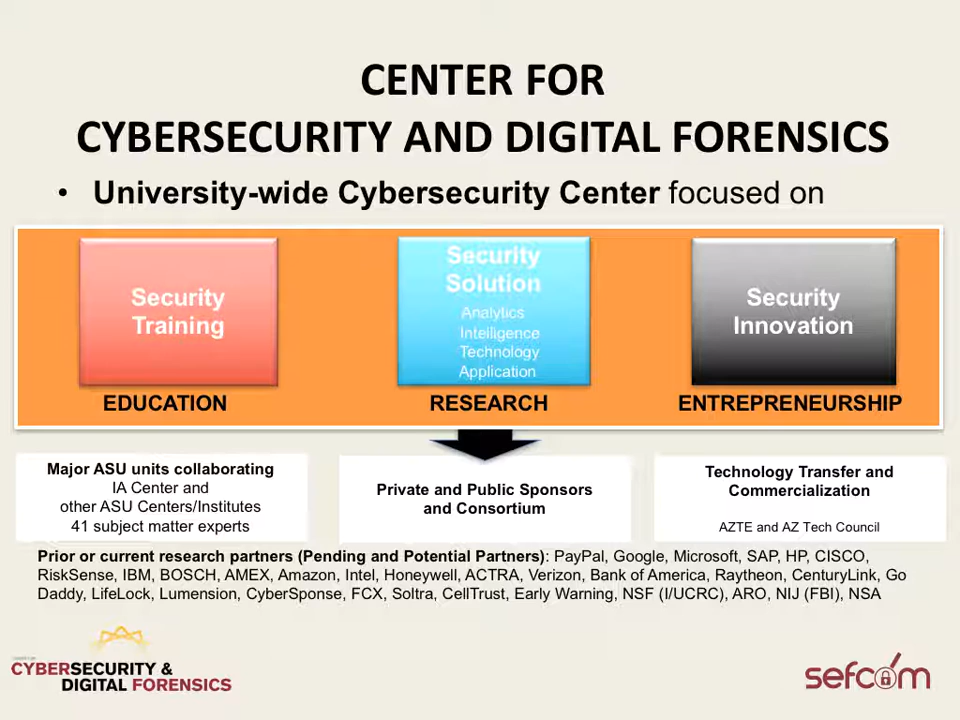 CENTER FOR
CYBERSECURITY AND DIGITAL FORENSICS
• University-wide Cybersecurity Center focused on
Security
Training
EDUCATION
Security
Solution
Analytics
Intelligence
Technology
Application
RESEARCH
Security
Innovation
ENTREPRENEURSHIP
Major ASU units collaborating
IA Center and
other ASU Centers/Institutes
41 subject matter experts
Private and Public Sponsors
and Consortium
Technology Transfer and
Commercialization
AZTE and AZ Tech Council
Prior or current research partners (Pending and Potential Partners): PayPal, Google, Microsoft, SAP, HP, CISCO,
RiskSense, IBM, BOSCH, AMEX, Amazon, Intel, Honeywell, ACTRA, Verizon, Bank of America, Raytheon, CenturyLink, Go
Daddy, LifeLock, Lumension, CyberSponse, FCX, Soltra, CellTrust, Early Warning, NSF (I/UCRC), ARO, NIJ (FBI), NSA
CYBERSECURITY &
DIGITAL FORENSICS
sefcom